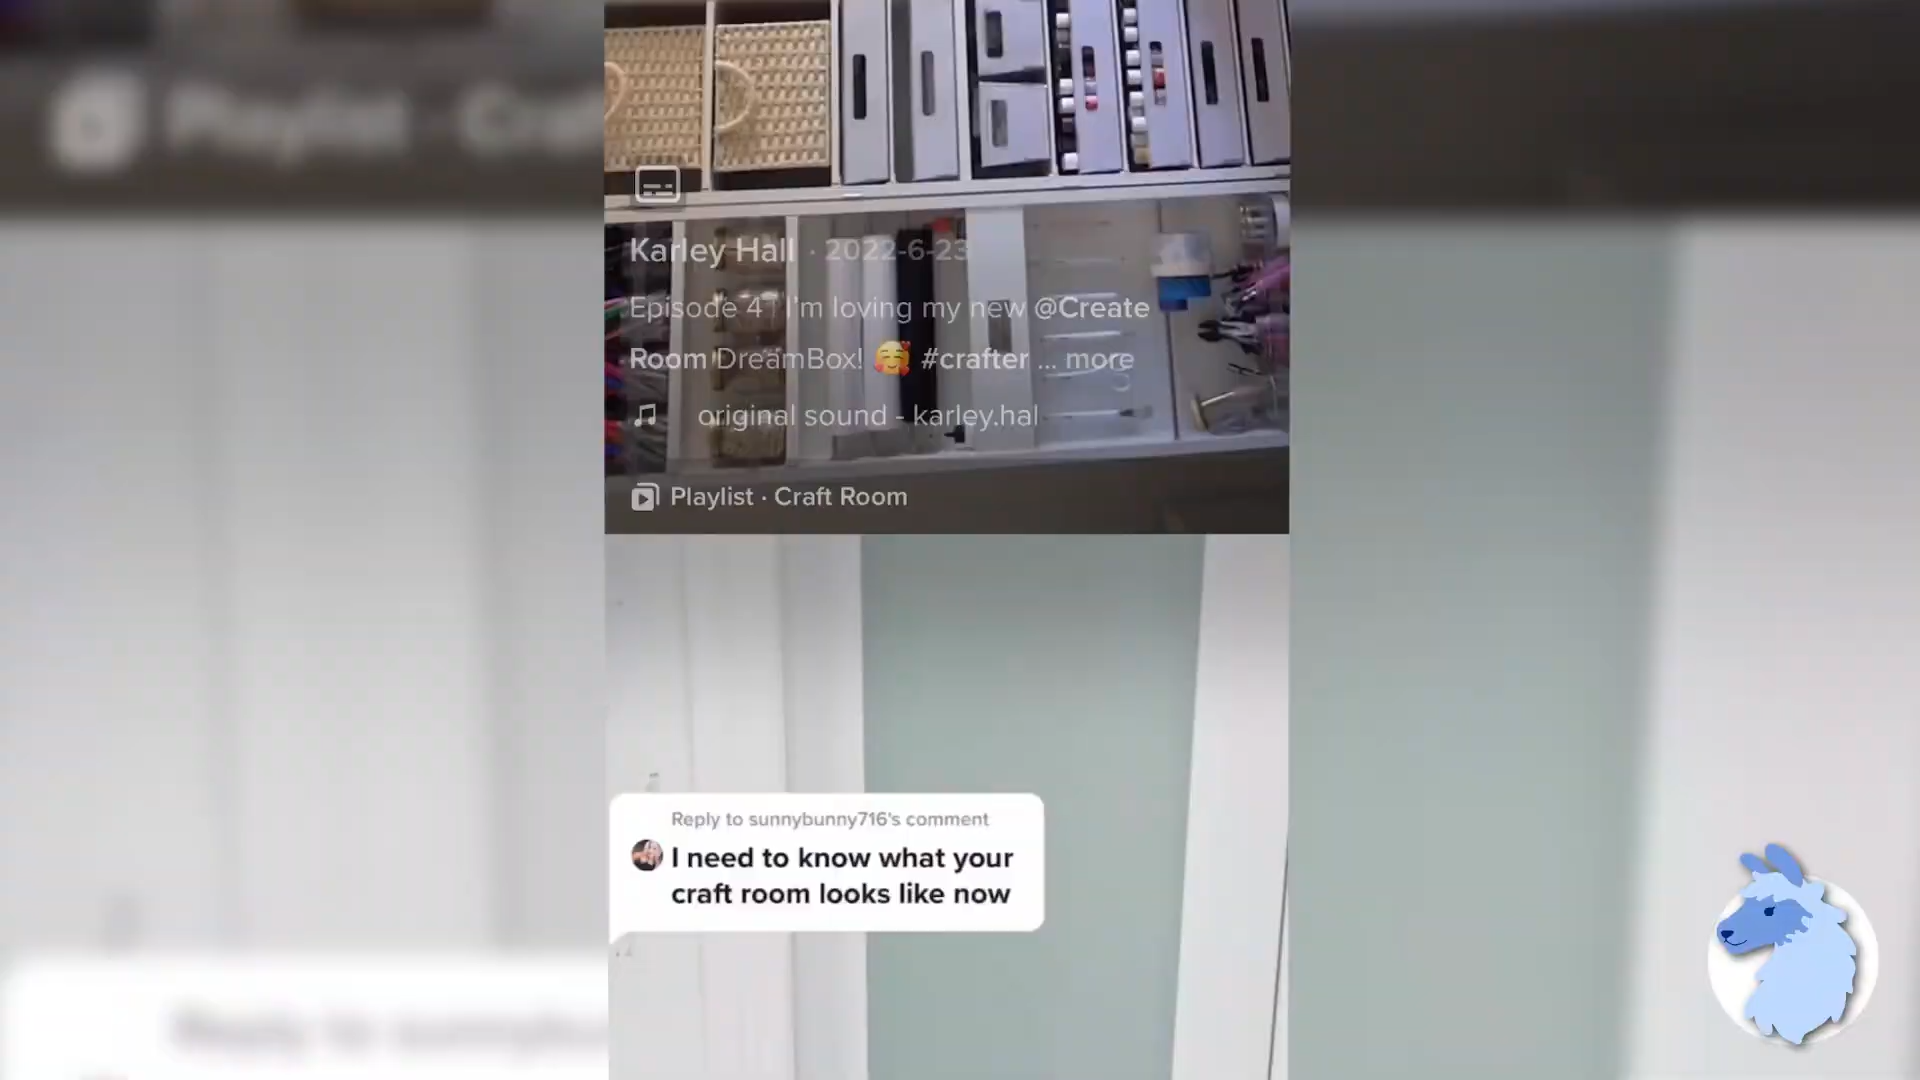 Karley Hall · 2022-6-23
Episode 4 | I'm loving my new @Create
Room DreamBox! 🥰 #crafter ... more
original sound - karley.hal
Playlist · Craft Room
Reply to sunnybunny716's comment
I need to know what your
craft room looks like now